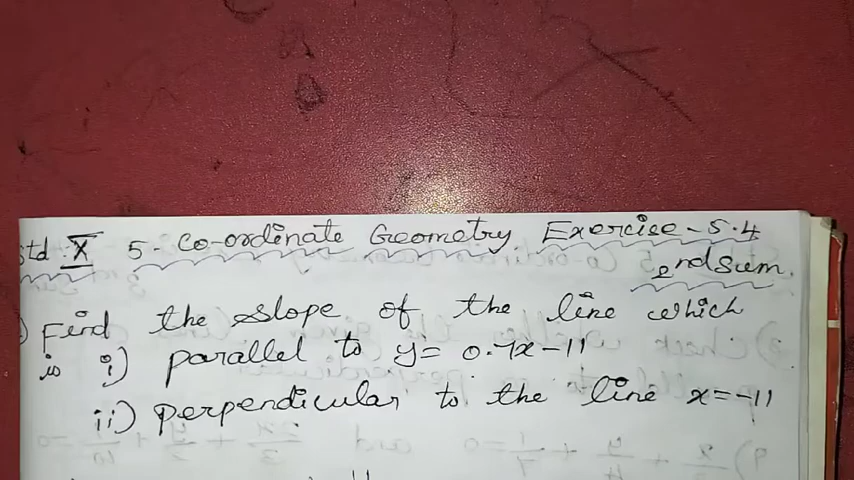 Std X 5 - Co-ordinate Geometry Exercise - 5.4
2nd sum.
) Find the slope of the line which
is i) parallel to y = 0.7x - 11
ii) perpendicular to the line x = -11